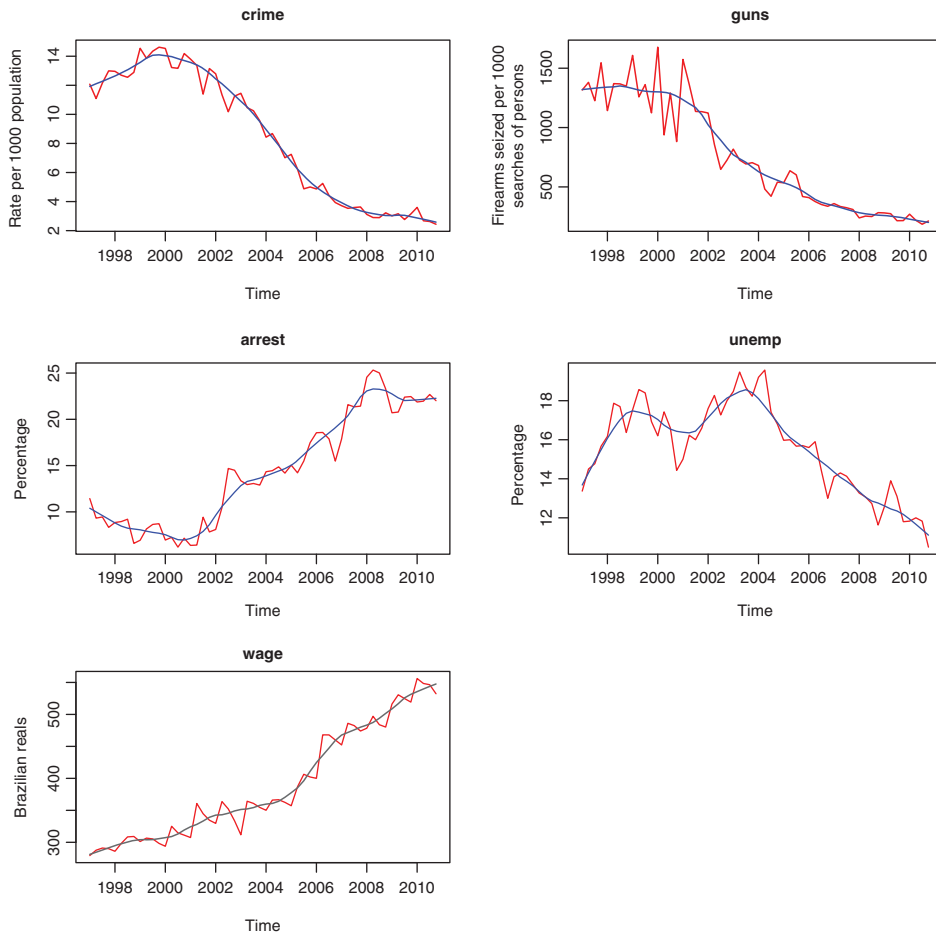 crime
Rate per 1000 population
14
12
10
8
6
4
2
1998 2000 2002 2004 2006 2008 2010
Time
guns
Firearms seized per 1000
searches of persons
1500
1000
500
1998 2000 2002 2004 2006 2008 2010
Time
arrest
Percentage
25
20
15
10
1998 2000 2002 2004 2006 2008 2010
Time
unemp
Percentage
18
16
14
12
1998 2000 2002 2004 2006 2008 2010
Time
wage
Brazilian reals
500
400
300
1998 2000 2002 2004 2006 2008 2010
Time